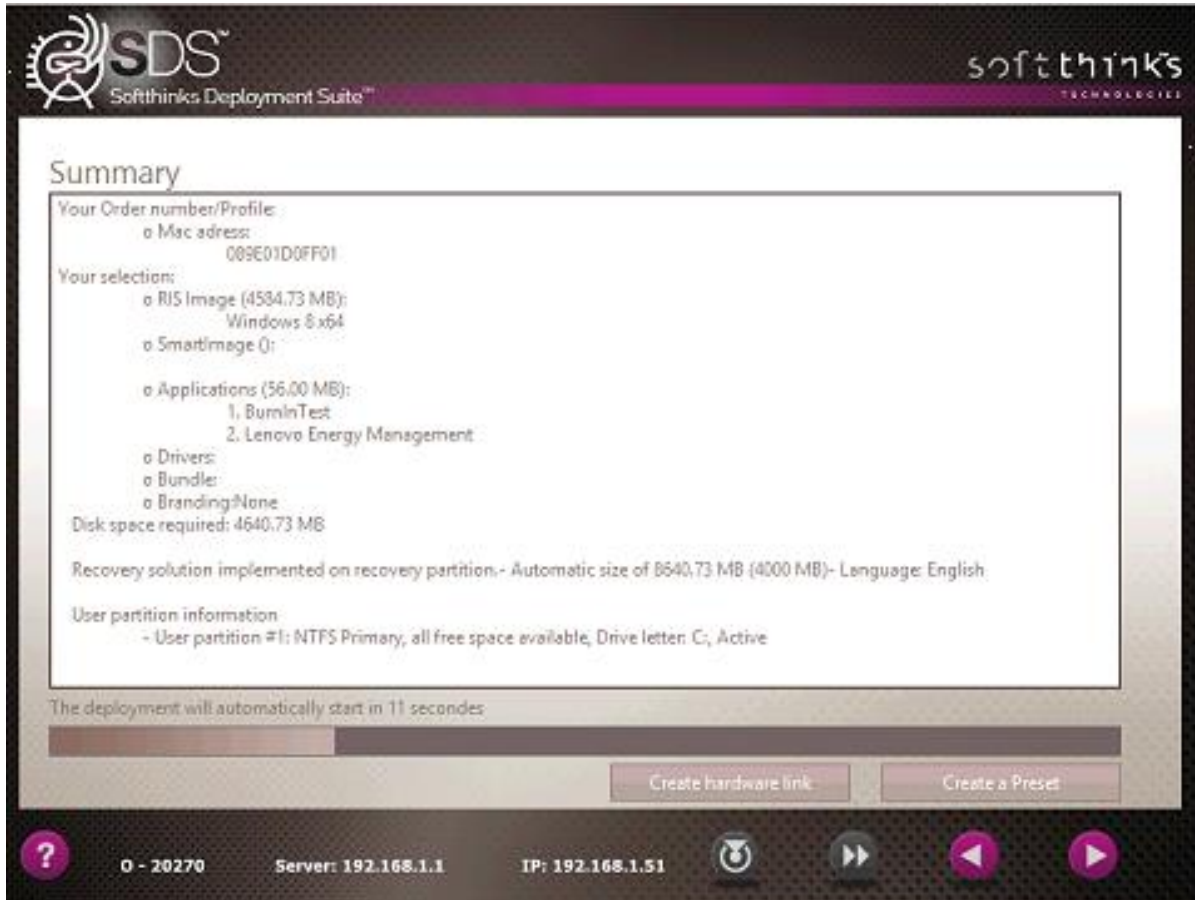 SDS™
Softthinks Deployment Suite™
softthinks
TECHNOLOGIES
Summary
Your Order number/Profile:
o Mac adress:
089E01D0FF01
Your selection:
o RIS Image (4584.73 MB):
Windows 8 x64
o SmartImage ():
o Applications (56.00 MB):
1. BurnInTest
2. Lenovo Energy Management
o Drivers:
o Bundle:
o Branding:None
Disk space required: 4640.73 MB
Recovery solution implemented on recovery partition.- Automatic size of 8640.73 MB (4000 MB)- Language: English
User partition information
- User partition #1: NTFS Primary, all free space available, Drive letter: C:, Active
The deployment will automatically start in 11 secondes
Create hardware link
Create a Preset
?
O - 20270
Server: 192.168.1.1
IP: 192.168.1.51